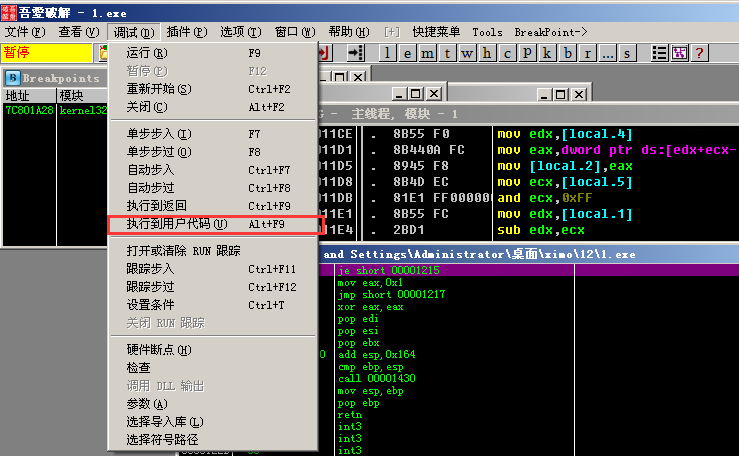 吾爱破解 - 1.exe
文件(F) 查看(V) 调试(D) 插件(P) 选项(T) 窗口(W) 帮助(H) [+] 快捷菜单 Tools BreakPoint->
暂停
l e m t w h c P k b r ... s ?
B Breakpoints
地址 模块
7C801A28 kernel32
运行(R) F9
暂停(P) F12
重新开始(S) Ctrl+F2
关闭(C) Alt+F2
单步步入(I) F7
单步步过(O) F8
自动步入 Ctrl+F7
自动步过 Ctrl+F8
执行到返回 Ctrl+F9
执行到用户代码(U) Alt+F9
打开或清除 RUN 跟踪
跟踪步入 Ctrl+F11
跟踪步过 Ctrl+F12
设置条件 Ctrl+T
关闭 RUN 跟踪
硬件断点(H)
检查
调用 DLL 输出
参数(A)
选择导入库(L)
选择符号路径
G - 主线程, 模块 - 1
011CE . 8B55 F0 mov edx,[local.4]
011D1 . 8B440A FC mov eax,dword ptr ds:[edx+ecx-
011D5 . 8945 F8 mov [local.2],eax
011D8 . 8B4D EC mov ecx,[local.5]
011DB . 81E1 FF000000 and ecx,0xFF
011E1 . 8B55 FC mov edx,[local.1]
011E4 . 2BD1 sub edx,ecx
and Settings\Administrator\桌面\ximo\12\1.exe
je short 00001215
mov eax,0x1
jmp short 00001217
xor eax,eax
pop edi
pop esi
pop ebx
add esp,0x164
cmp ebp,esp
call 00001430
mov esp,ebp
pop ebp
retn
int3
int3
int3